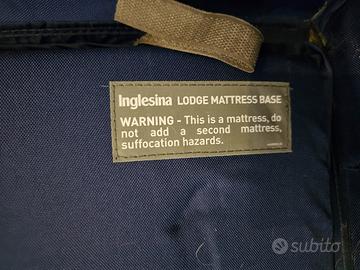 Inglesina LODGE MATTRESS BASE
WARNING - This is a mattress, do
not add a second mattress,
suffocation hazards.
subito